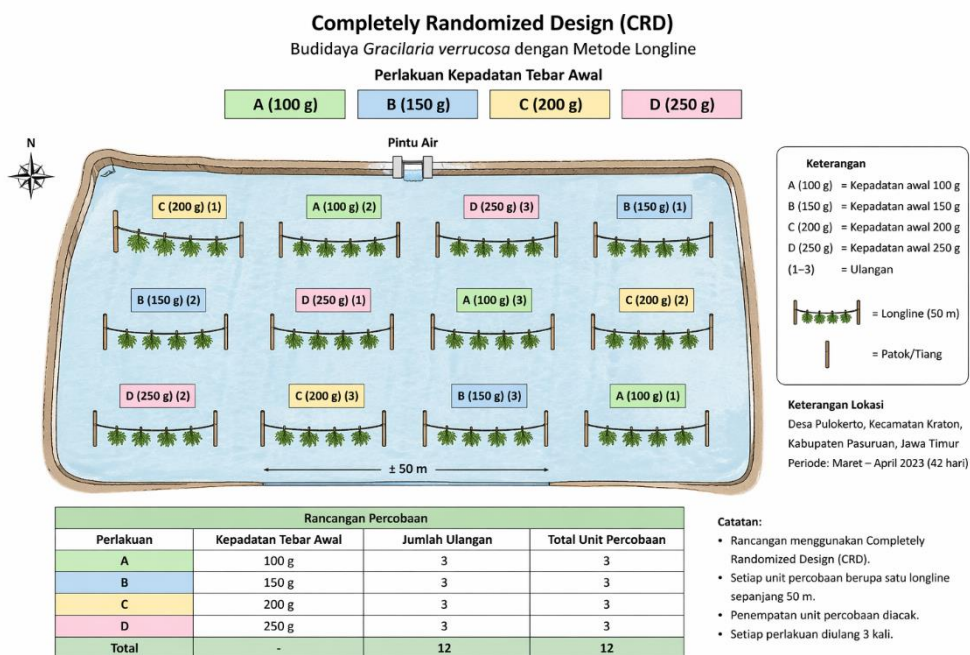 Completely Randomized Design (CRD)
Budidaya Gracilaria verrucosa dengan Metode Longline
Perlakuan Kepadatan Tebar Awal
A (100 g) B (150 g) C (200 g) D (250 g)
N
Pintu Air
C (200 g) (1) A (100 g) (2) D (250 g) (3) B (150 g) (1)
B (150 g) (2) D (250 g) (1) A (100 g) (3) C (200 g) (2)
D (250 g) (2) C (200 g) (3) B (150 g) (3) A (100 g) (1)
± 50 m
Keterangan
A (100 g) = Kepadatan awal 100 g
B (150 g) = Kepadatan awal 150 g
C (200 g) = Kepadatan awal 200 g
D (250 g) = Kepadatan awal 250 g
(1–3) = Ulangan
= Longline (50 m)
= Patok/Tiang
Keterangan Lokasi
Desa Pulokerto, Kecamatan Kraton,
Kabupaten Pasuruan, Jawa Timur
Periode: Maret – April 2023 (42 hari)
Rancangan Percobaan
Perlakuan Kepadatan Tebar Awal Jumlah Ulangan Total Unit Percobaan
A 100 g 3 3
B 150 g 3 3
C 200 g 3 3
D 250 g 3 3
Total - 12 12
Catatan:
• Rancangan menggunakan Completely
Randomized Design (CRD).
• Setiap unit percobaan berupa satu longline
sepanjang 50 m.
• Penempatan unit percobaan diacak.
• Setiap perlakuan diulang 3 kali.